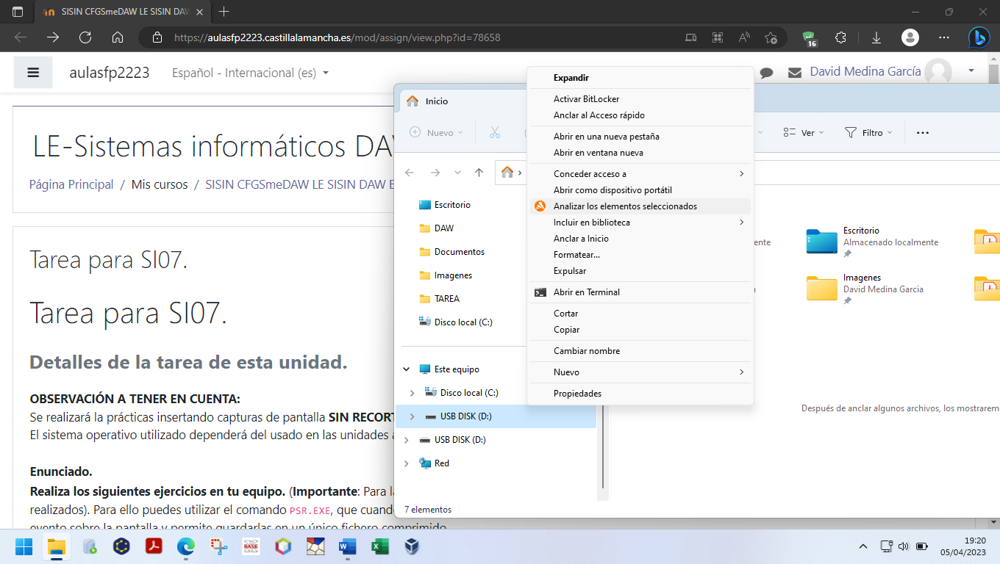 SISIN CFGSmeDAW LE SISIN DAW
https://aulasfp2223.castillalamancha.es/mod/assign/view.php?id=78658
16
aulasfp2223
Español - Internacional (es)
David Medina García
LE-Sistemas informáticos DAW
Página Principal / Mis cursos / SISIN CFGSmeDAW LE SISIN DAW E
Tarea para SI07.
Tarea para SI07.
Detalles de la tarea de esta unidad.
OBSERVACIÓN A TENER EN CUENTA:
Se realizará la prácticas insertando capturas de pantalla SIN RECORT
El sistema operativo utilizado dependerá del usado en las unidades a
Enunciado.
Realiza los siguientes ejercicios en tu equipo. (Importante: Para la
realizados). Para ello puedes utilizar el comando PSR.EXE, que cuand
evento sobre la pantalla y permite guardarlas en un único fichero comprimido
Inicio
Nuevo
Ver
Filtro
Escritorio
DAW
Documentos
Imagenes
TAREA
Disco local (C:)
Este equipo
Disco local (C:)
USB DISK (D:)
USB DISK (D:)
Red
7 elementos
Expandir
Activar BitLocker
Anclar al Acceso rápido
Abrir en una nueva pestaña
Abrir en ventana nueva
Conceder acceso a
Abrir como dispositivo portátil
Analizar los elementos seleccionados
Incluir en biblioteca
Anclar a Inicio
Formatear...
Expulsar
Abrir en Terminal
Cortar
Copiar
Cambiar nombre
Nuevo
Propiedades
ente
Escritorio
Almacenado localmente
Imagenes
David Medina Garcia
Después de anclar algunos archivos, los mostrarem
BASE
19:20
05/04/2023